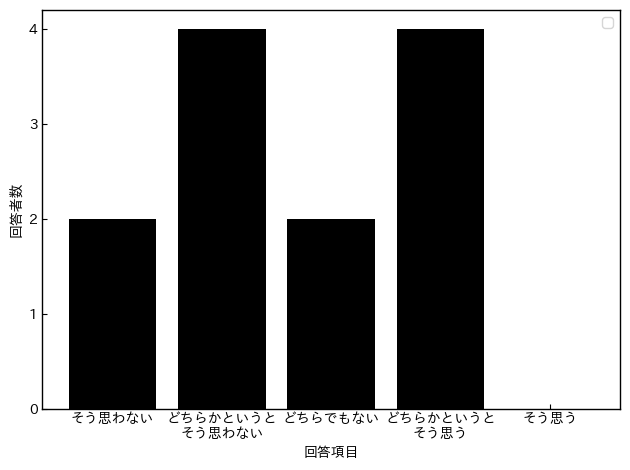 4
3
2
1
0
回答者数
そう思わない
どちらかというと
そう思わない
どちらでもない
どちらかというと
そう思う
そう思う
回答項目